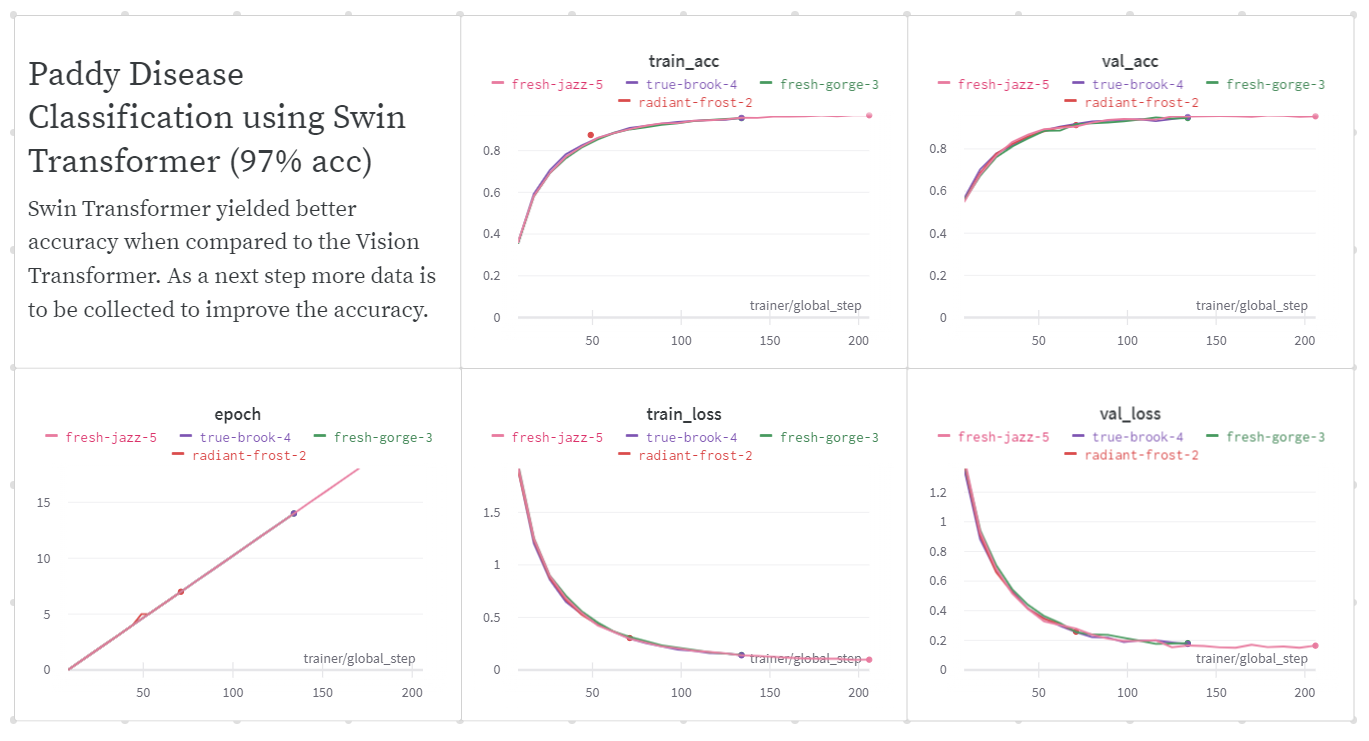 Paddy Disease
Classification using Swin
Transformer (97% acc)
Swin Transformer yielded better
accuracy when compared to the Vision
Transformer. As a next step more data is
to be collected to improve the accuracy.
train_acc
fresh-jazz-5 true-brook-4 fresh-gorge-3
radiant-frost-2
0.8
0.6
0.4
0.2
0
trainer/global_step
50 100 150 200
val_acc
fresh-jazz-5 true-brook-4 fresh-gorge-3
radiant-frost-2
0.8
0.6
0.4
0.2
0
trainer/global_step
50 100 150 200
epoch
fresh-jazz-5 true-brook-4 fresh-gorge-3
radiant-frost-2
15
10
5
0
trainer/global_step
50 100 150 200
train_loss
fresh-jazz-5 true-brook-4 fresh-gorge-3
radiant-frost-2
1.5
1
0.5
0
trainer/global_step
50 100 150 200
val_loss
fresh-jazz-5 true-brook-4 fresh-gorge-3
radiant-frost-2
1.2
1
0.8
0.6
0.4
0.2
0
trainer/global_step
50 100 150 200